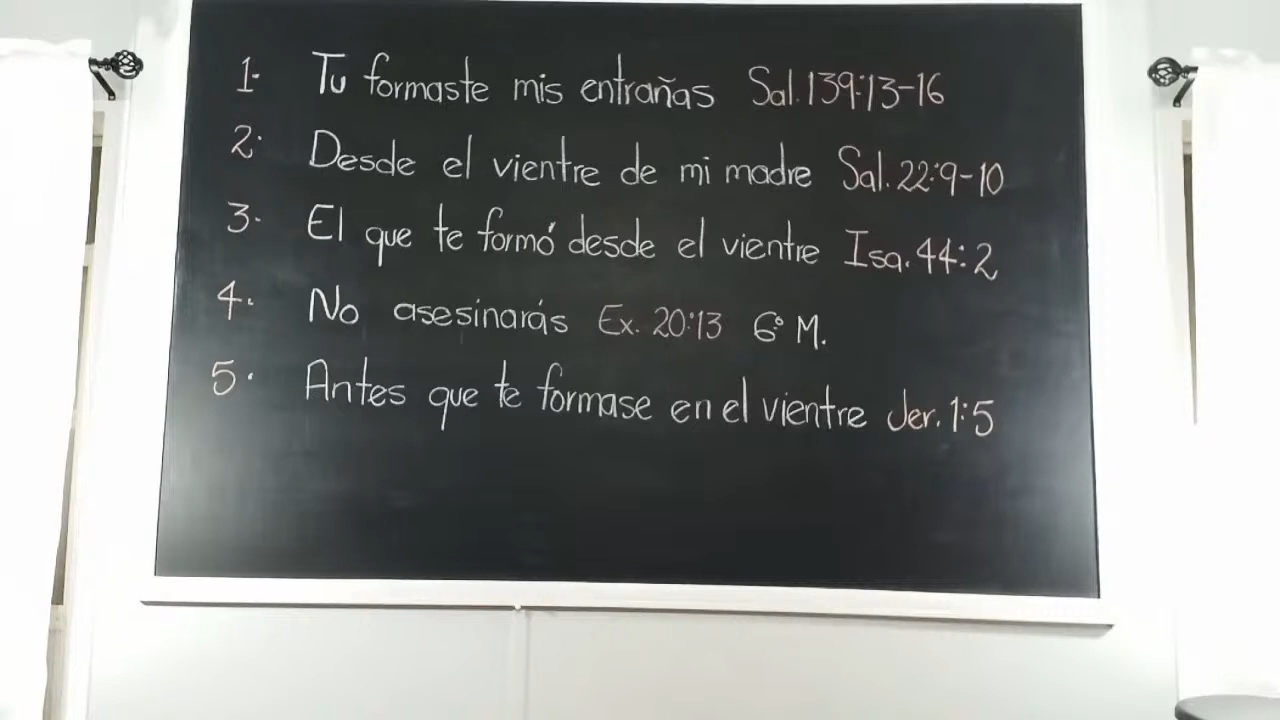 1- Tu formaste mis entrañas Sal. 139:13-16
2. Desde el vientre de mi madre Sal. 22:9-10
3. El que te formó desde el vientre Isa. 44:2
4. No asesinarás Ex. 20:13 6° M.
5. Antes que te formase en el vientre Jer. 1:5